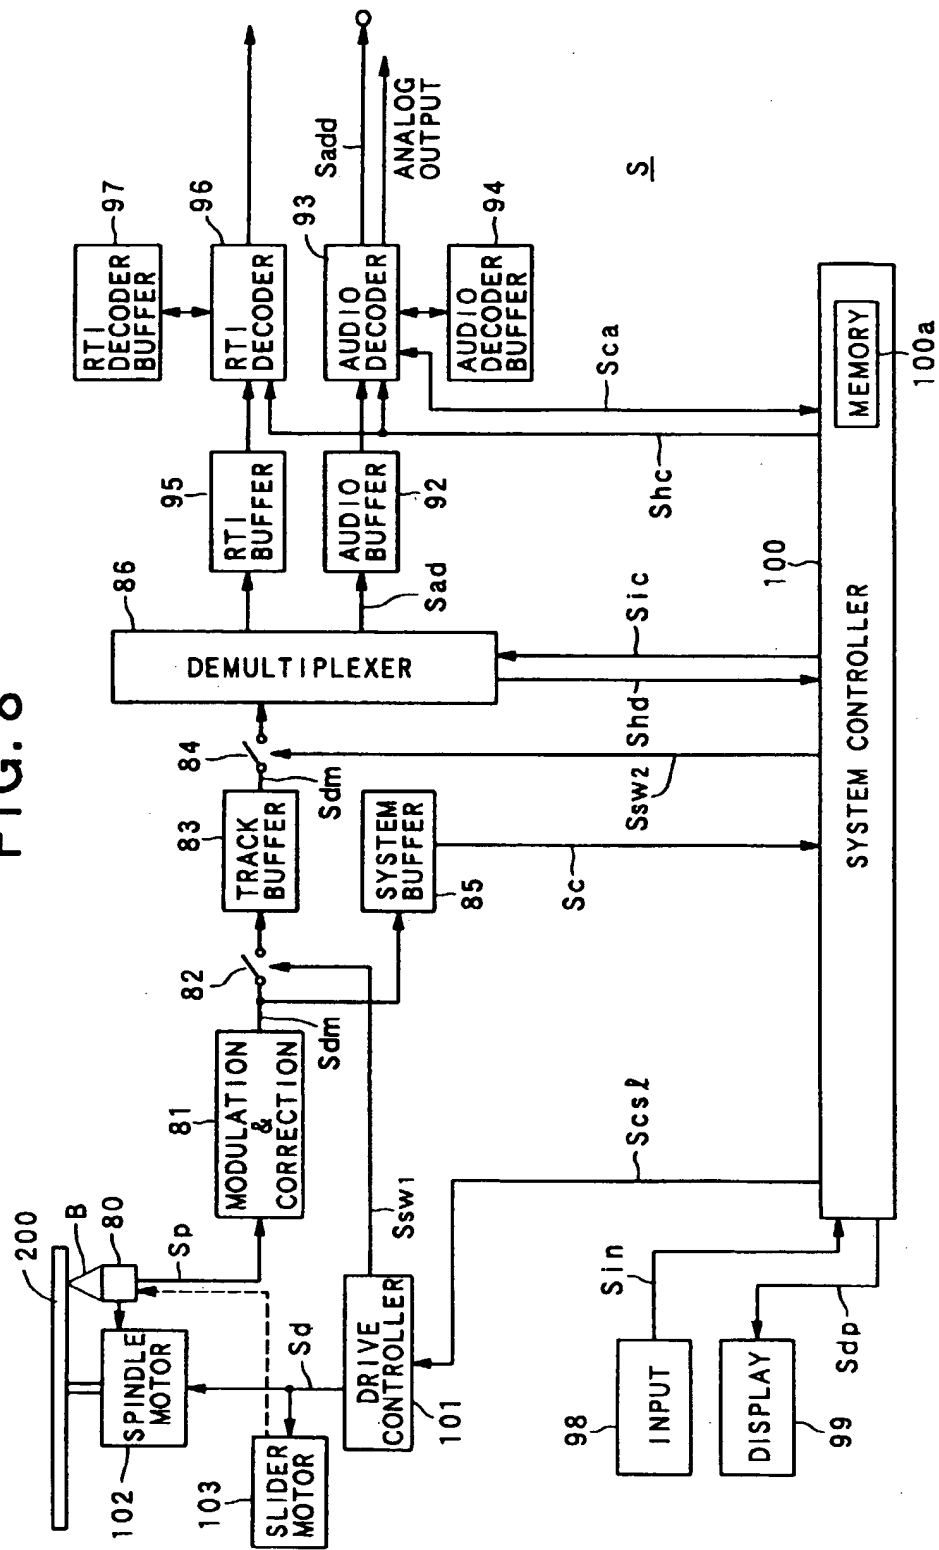 FIG. 8
200
B
80
Sp
SPINDLE
MOTOR
102
SLIDER
MOTOR
103
Sd
DRIVE
CONTROLLER
101
Ssw1
MODULATION
&
CORRECTION
81
Sdm
82
TRACK
BUFFER
83
Sdm
84
SYSTEM
BUFFER
85
DEMULTIPLEXER
86
Sad
RTI
BUFFER
95
AUDIO
BUFFER
92
RTI
DECODER
BUFFER
97
RTI
DECODER
96
AUDIO
DECODER
93
AUDIO
DECODER
BUFFER
94
Sadd
ANALOG
OUTPUT
S
Scsl
Sc
Ssw2
Shd
Sic
Shc
Sca
INPUT
98
Sin
DISPLAY
99
Sdp
SYSTEM CONTROLLER
100
MEMORY
100a